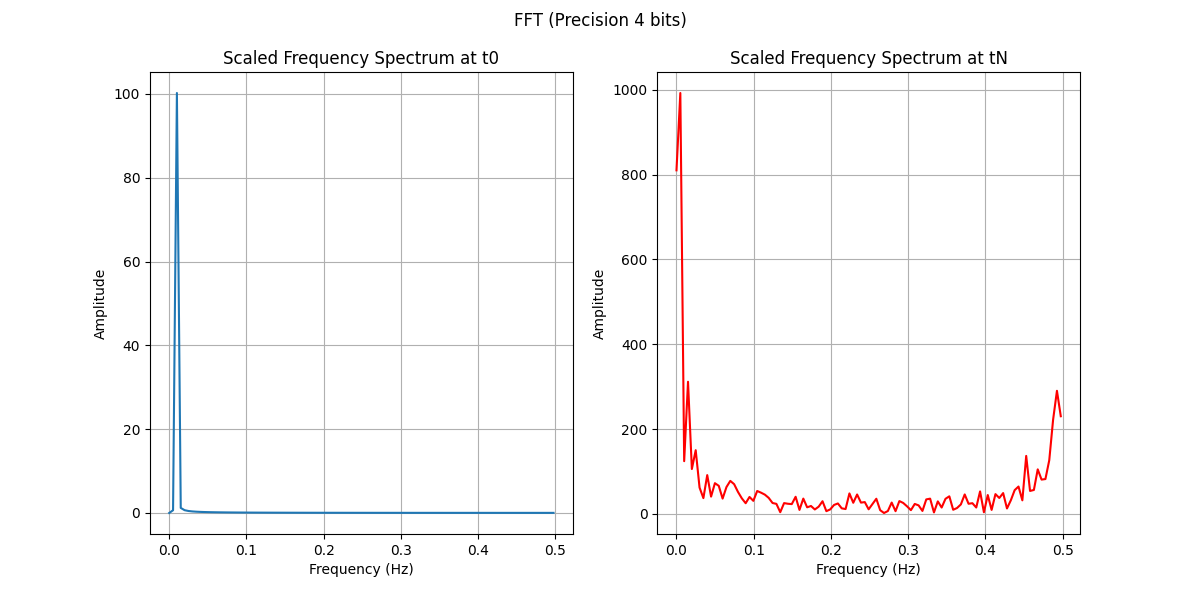 FFT (Precision 4 bits)
Scaled Frequency Spectrum at t0
Amplitude
100
80
60
40
20
0
0.0 0.1 0.2 0.3 0.4 0.5
Frequency (Hz)
Scaled Frequency Spectrum at tN
Amplitude
1000
800
600
400
200
0
0.0 0.1 0.2 0.3 0.4 0.5
Frequency (Hz)